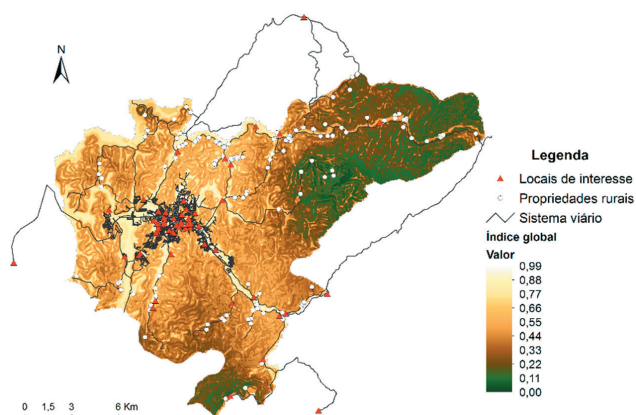 N
Legenda
Locais de interesse
Propriedades rurais
Sistema viário
Índice global
Valor
0,99
0,88
0,77
0,66
0,55
0,44
0,33
0,22
0,11
0,00
0 1,5 3 6 Km